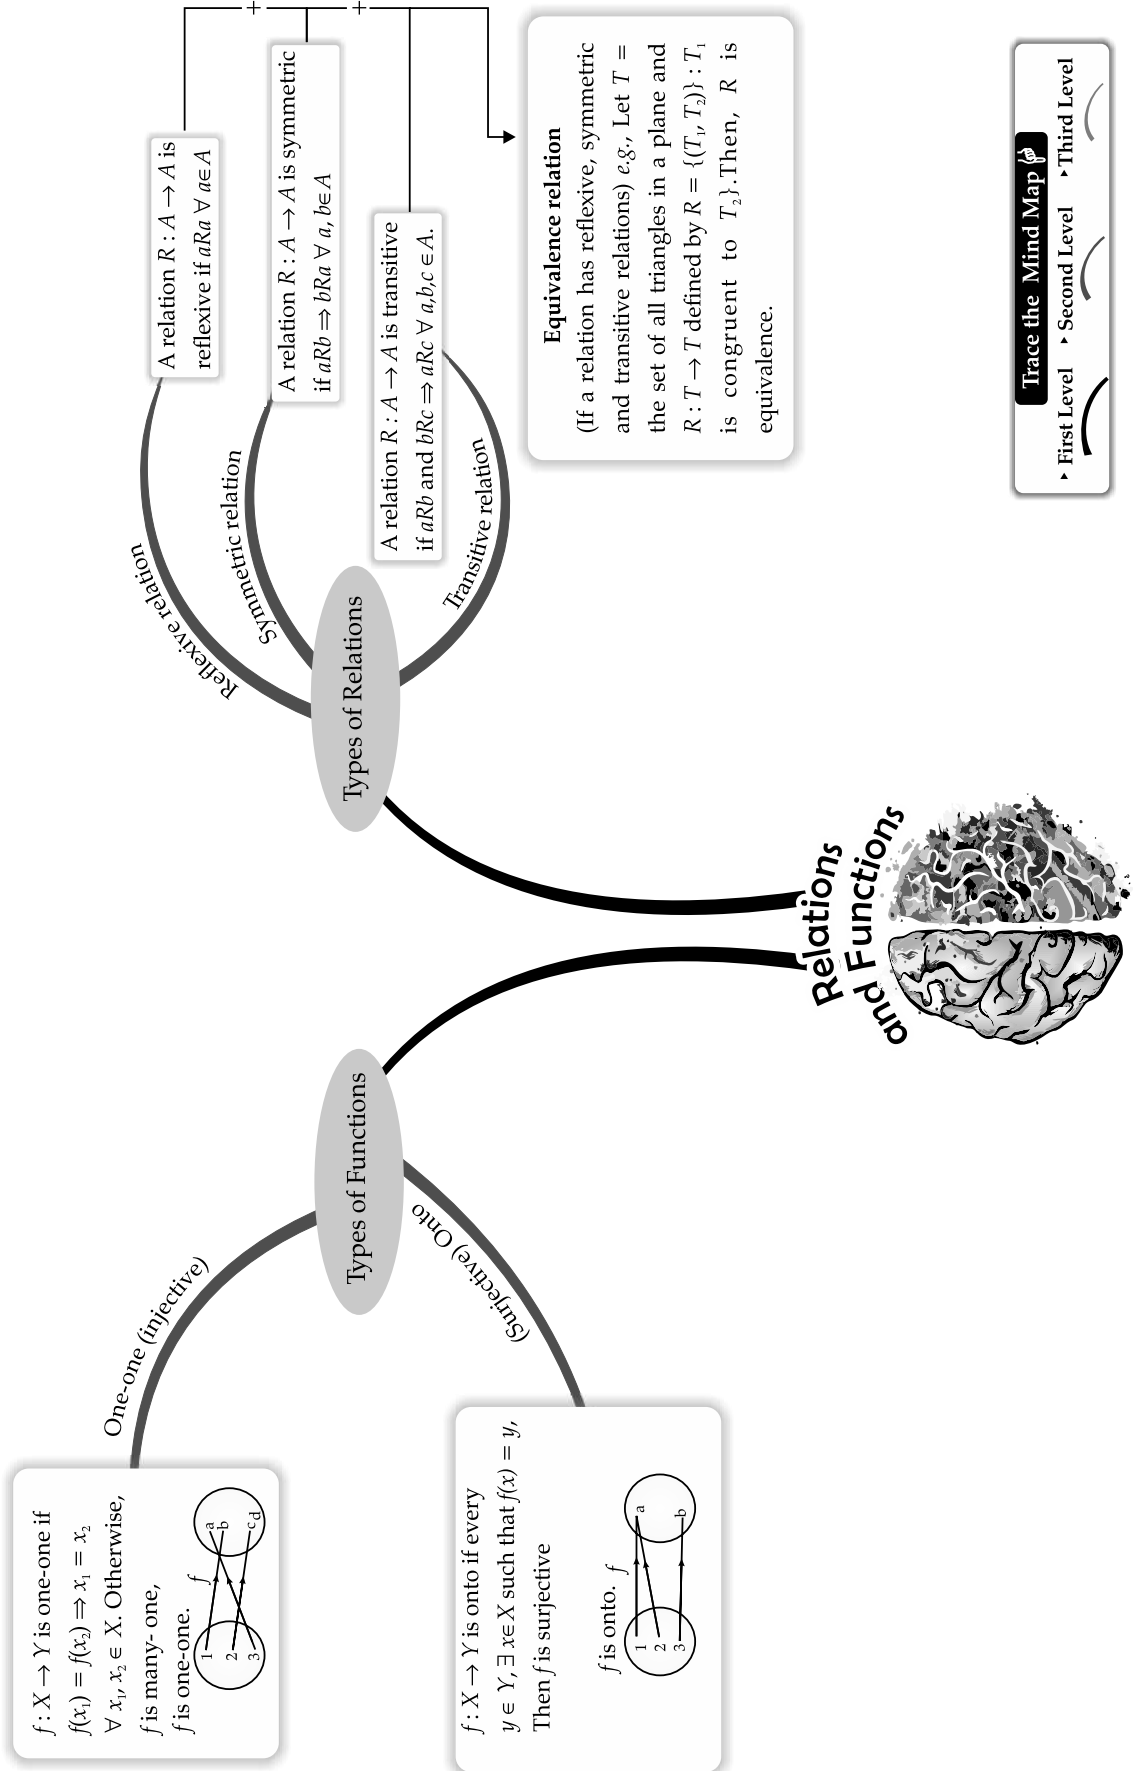 Relations
and Functions
Types of Relations
Reflexive relation
A relation R : A → A is
reflexive if aRa ∀ a∈A
Symmetric relation
A relation R : A → A is symmetric
if aRb ⇒ bRa ∀ a, b∈A
Transitive relation
A relation R : A → A is transitive
if aRb and bRc ⇒ aRc ∀ a,b,c ∈ A.
+
+
Equivalence relation
(If a relation has reflexive, symmetric
and transitive relations) e.g., Let T =
the set of all triangles in a plane and
R : T → T defined by R = {(T₁, T₂)} : T₁
is congruent to T₂}.Then, R is
equivalence.
Types of Functions
One-one (injective)
f : X → Y is one-one if
f(x₁) = f(x₂) ⇒ x₁ = x₂
∀ x₁, x₂ ∈ X. Otherwise,
f is many- one,
f is one-one.
f
1
2
3
a
b
c
d
(Surjective) Onto
f : X → Y is onto if every
y ∈ Y, ∃ x∈X such that f(x) = y,
Then f is surjective
f is onto.
f
1
2
3
a
b
Trace the Mind Map
▸ First Level ▸ Second Level ▸ Third Level